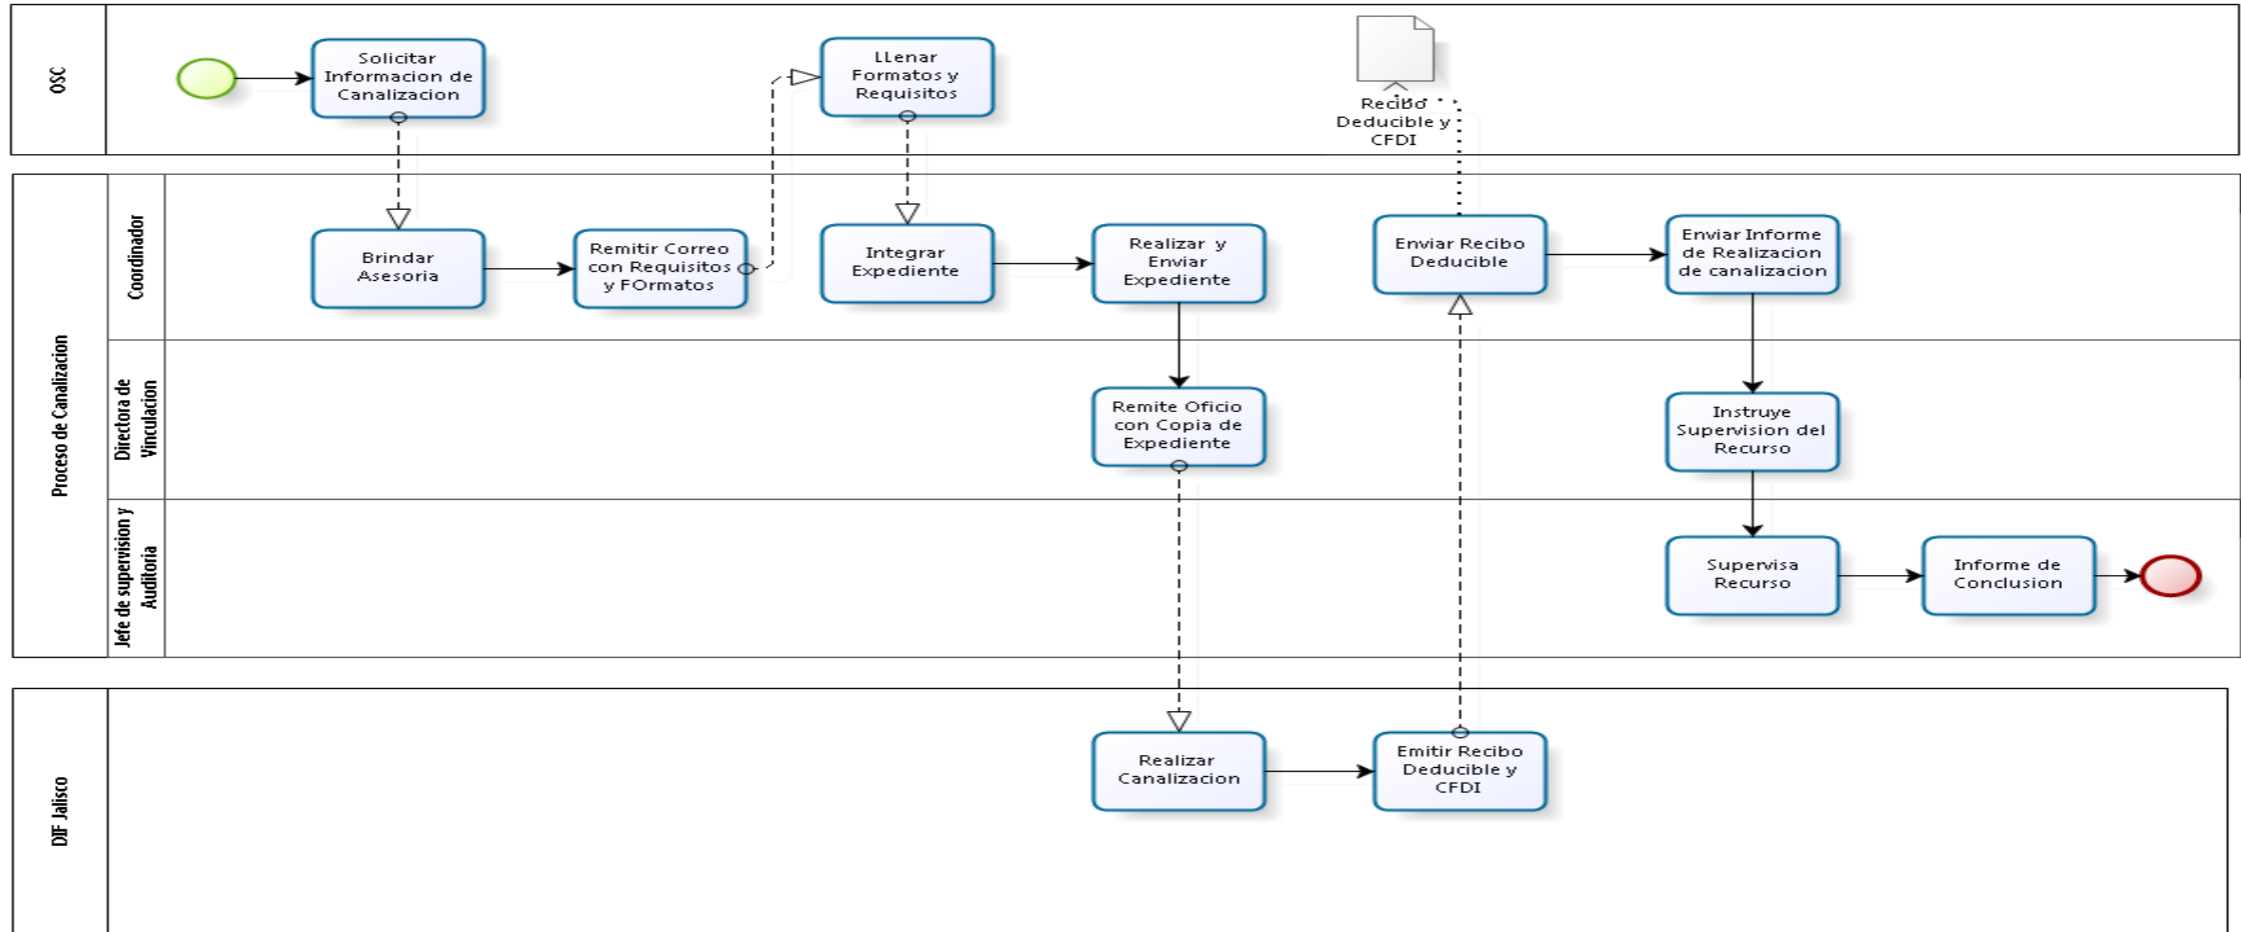 OSC
Solicitar
Informacion de
Canalizacion
LLenar
Formatos y
Requisitos
Recibo
Deducible y
CFDI
Proceso de Canalizacion
Coordinador
Brindar
Asesoria
Remitir Correo
con Requisitos
y FOrmatos
Integrar
Expediente
Realizar y
Enviar
Expediente
Enviar Recibo
Deducible
Enviar Informe
de Realizacion
de canalizacion
Directora de
Vinculacion
Remite Oficio
con Copia de
Expediente
Instruye
Supervision del
Recurso
Jefe de supervision y
Auditoria
Supervisa
Recurso
Informe de
Conclusion
DIF Jalisco
Realizar
Canalizacion
Emitir Recibo
Deducible y
CFDI